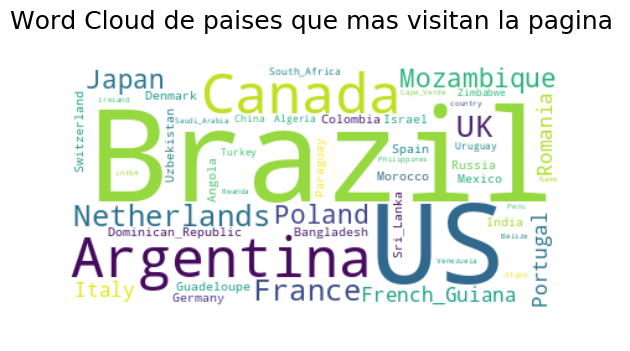 Word Cloud de paises que mas visitan la pagina
Japan
South_Africa
Canada
Mozambique
Ireland
Denmark
Cape_Verde
Zimbabwe
Switzerland
Brazil
Uzbekistan
Saudi_Arabia
China
Algeria
Colombia
Israel
country
UK
Romania
Turkey
Spain
Uruguay
Philippines
int64
Angola
Paraguay
Morocco
Russia
Mexico
Rwanda
Name
Netherlands
Poland
Sri_Lanka
US
Peru
India
Portugal
Dominican_Republic
Bangladesh
Belize
Argentina
Venezuela
dtype
Italy
Guadeloupe
Germany
France
French_Guiana